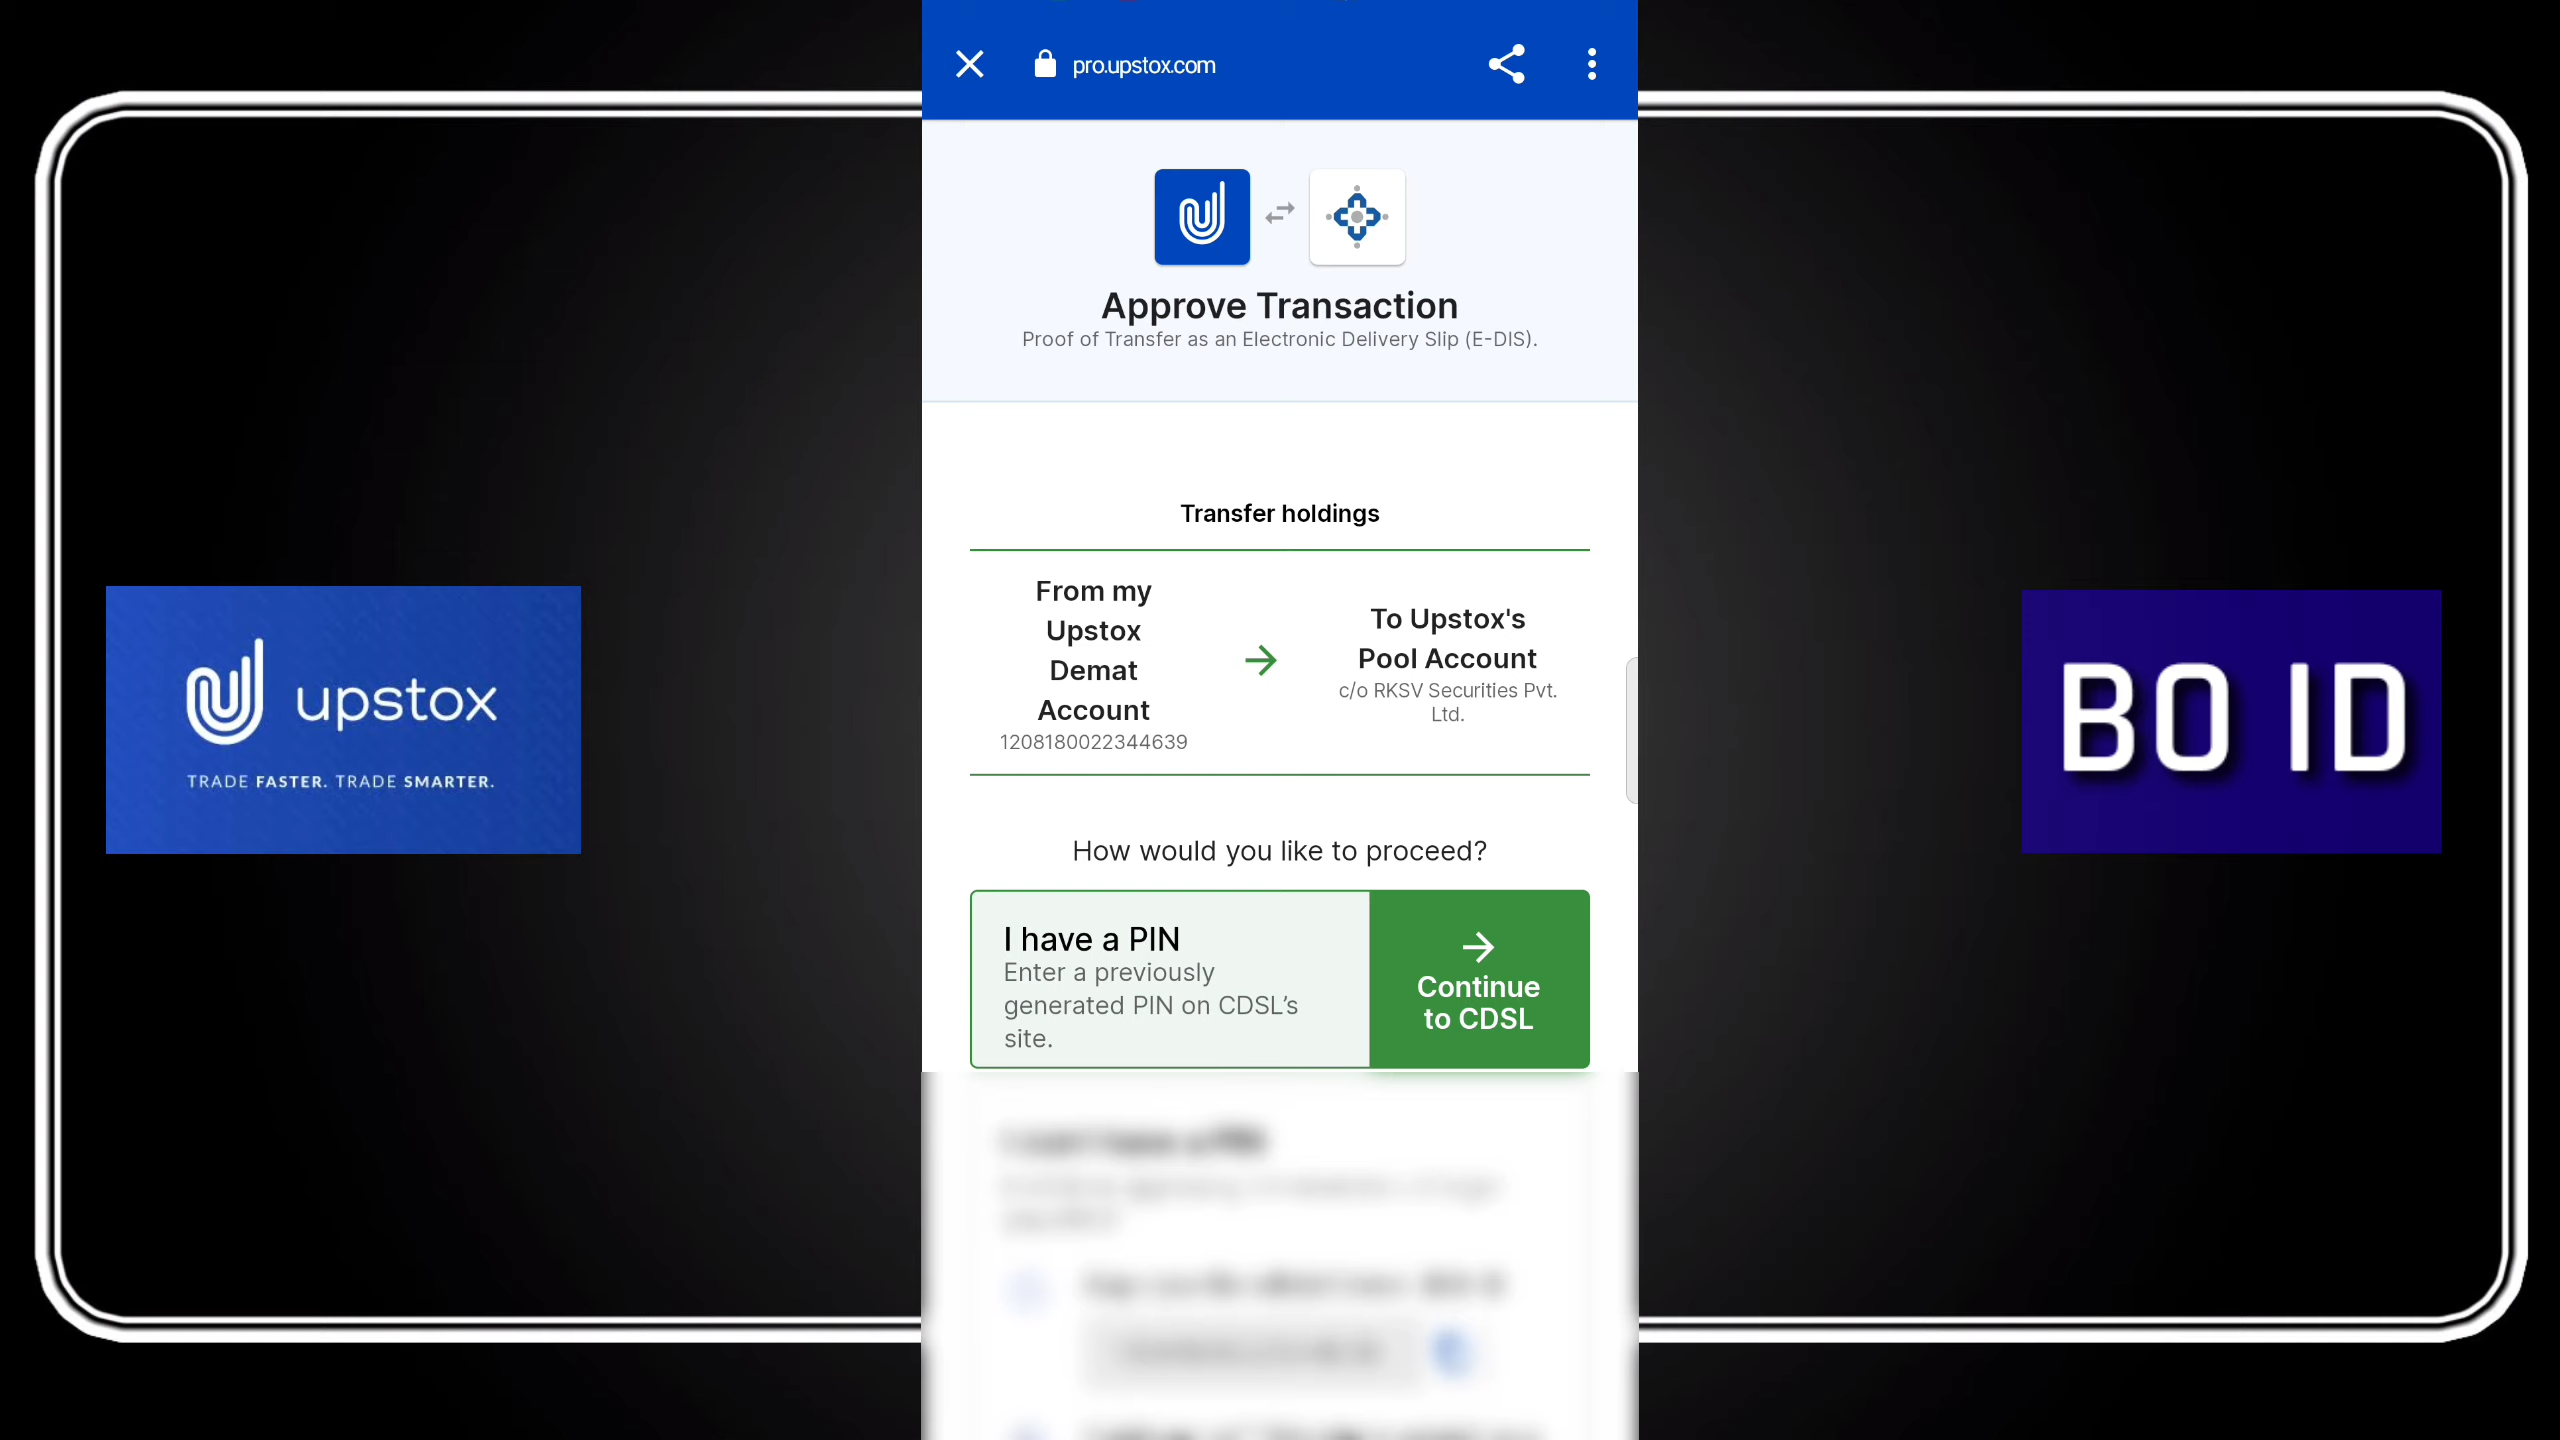 pro.upstox.com
Approve Transaction
Proof of Transfer as an Electronic Delivery Slip (E-DIS).
Transfer holdings
From my
Upstox
Demat
Account
1208180022344639
To Upstox's
Pool Account
c/o RKSV Securities Pvt.
Ltd.
How would you like to proceed?
I have a PIN
Enter a previously
generated PIN on CDSL’s
site.
Continue
to CDSL
upstox
TRADE FASTER. TRADE SMARTER.
BO ID